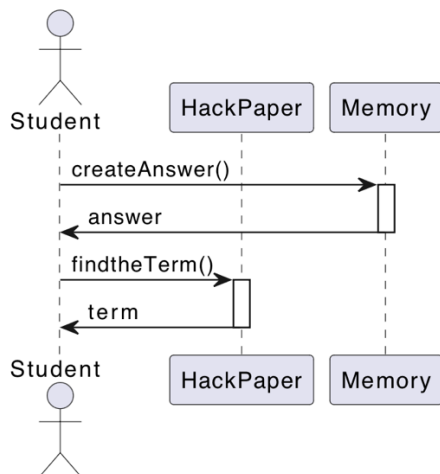 Student
HackPaper
Memory
createAnswer()
answer
findtheTerm()
term
Student
HackPaper
Memory